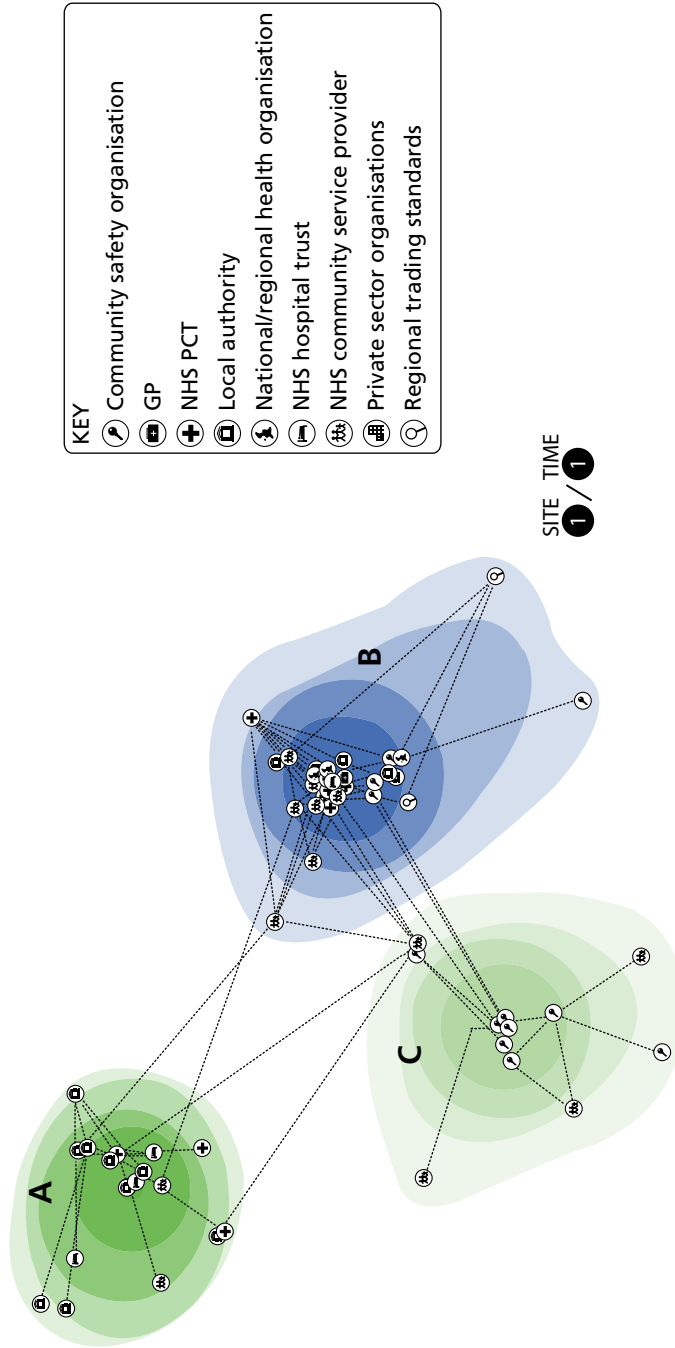 KEY
Community safety organisation
GP
NHS PCT
Local authority
National/regional health organisation
NHS hospital trust
NHS community service provider
Private sector organisations
Regional trading standards
A
B
C
SITE TIME
1 / 1